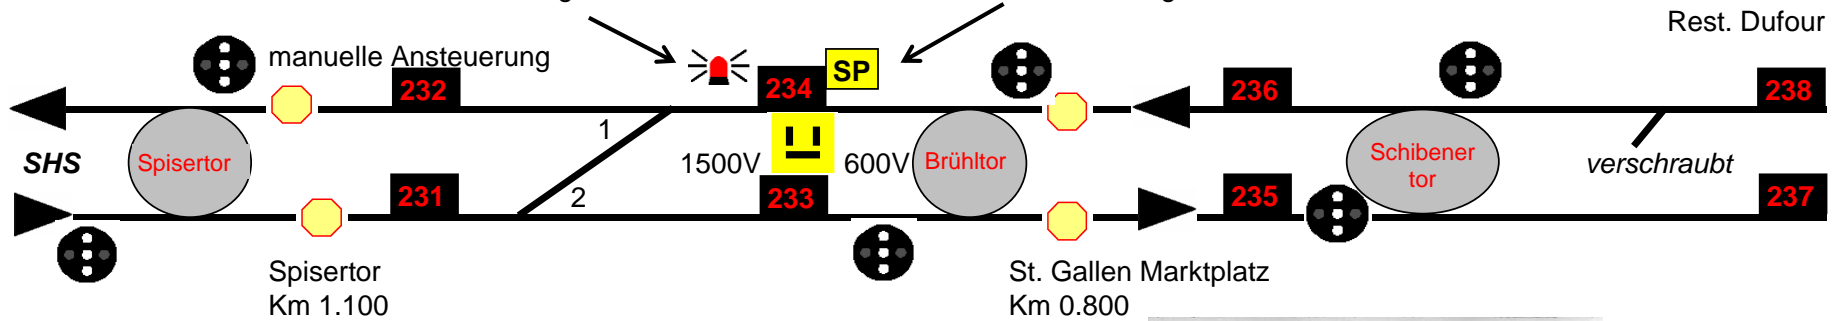 Rest. Dufour
manuelle Ansteuerung
SP
232
234
236
238
1
SHS
Spisertor
1500V
600V
Brühltor
Schibener
tor
verschraubt
2
231
233
235
237
Spisertor
Km 1.100
St. Gallen Marktplatz
Km 0.800